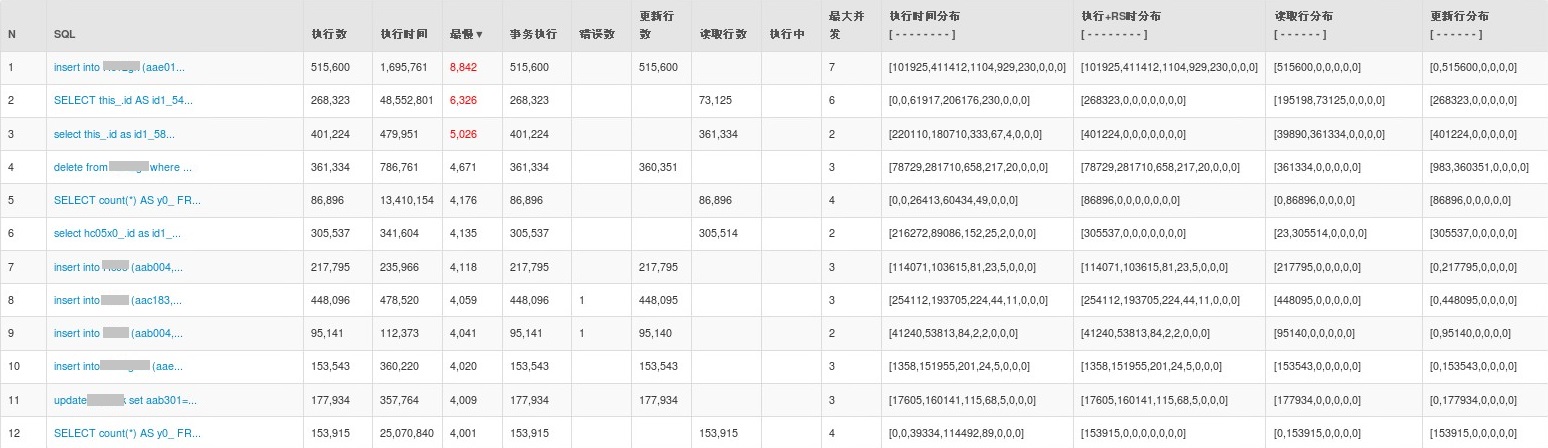 N SQL 执行数 执行时间 最慢▼ 事务执行 错误数 更新行数 读取行数 执行中 最大并发 执行时间分布 [ - - - - - - - - ] 执行+RS时分布 [ - - - - - - - - ] 读取行分布 [ - - - - - - ] 更新行分布 [ - - - - - - ]
1 insert into (aae01... 515,600 1,695,761 8,842 515,600 515,600 7 [101925,411412,1104,929,230,0,0,0] [101925,411412,1104,929,230,0,0,0] [515600,0,0,0,0,0] [0,515600,0,0,0,0]
2 SELECT this_.id AS id1_54... 268,323 48,552,801 6,326 268,323 73,125 6 [0,0,61917,206176,230,0,0,0] [268323,0,0,0,0,0,0,0] [195198,73125,0,0,0,0] [268323,0,0,0,0,0]
3 select this_.id as id1_58... 401,224 479,951 5,026 401,224 361,334 2 [220110,180710,333,67,4,0,0,0] [401224,0,0,0,0,0,0,0] [39890,361334,0,0,0,0] [401224,0,0,0,0,0]
4 delete from where ... 361,334 786,761 4,671 361,334 360,351 3 [78729,281710,658,217,20,0,0,0] [78729,281710,658,217,20,0,0,0] [361334,0,0,0,0,0] [983,360351,0,0,0,0]
5 SELECT count(*) AS y0_ FR... 86,896 13,410,154 4,176 86,896 86,896 4 [0,0,26413,60434,49,0,0,0] [86896,0,0,0,0,0,0,0] [0,86896,0,0,0,0] [86896,0,0,0,0,0]
6 select hc05x0_.id as id1_... 305,537 341,604 4,135 305,537 305,514 2 [216272,89086,152,25,2,0,0,0] [305537,0,0,0,0,0,0,0] [23,305514,0,0,0,0] [305537,0,0,0,0,0]
7 insert into (aab004,... 217,795 235,966 4,118 217,795 217,795 3 [114071,103615,81,23,5,0,0,0] [114071,103615,81,23,5,0,0,0] [217795,0,0,0,0,0] [0,217795,0,0,0,0]
8 insert into (aac183,... 448,096 478,520 4,059 448,096 1 448,095 3 [254112,193705,224,44,11,0,0,0] [254112,193705,224,44,11,0,0,0] [448095,0,0,0,0,0] [0,448095,0,0,0,0]
9 insert into (aab004,... 95,141 112,373 4,041 95,141 1 95,140 2 [41240,53813,84,2,2,0,0,0] [41240,53813,84,2,2,0,0,0] [95140,0,0,0,0,0] [0,95140,0,0,0,0]
10 insert into (aae... 153,543 360,220 4,020 153,543 153,543 3 [1358,151955,201,24,5,0,0,0] [1358,151955,201,24,5,0,0,0] [153543,0,0,0,0,0] [0,153543,0,0,0,0]
11 update set aab301=... 177,934 357,764 4,009 177,934 177,934 3 [17605,160141,115,68,5,0,0,0] [17605,160141,115,68,5,0,0,0] [177934,0,0,0,0,0] [0,177934,0,0,0,0]
12 SELECT count(*) AS y0_ FR... 153,915 25,070,840 4,001 153,915 153,915 4 [0,0,39334,114492,89,0,0,0] [153915,0,0,0,0,0,0,0] [0,153915,0,0,0,0] [153915,0,0,0,0,0]